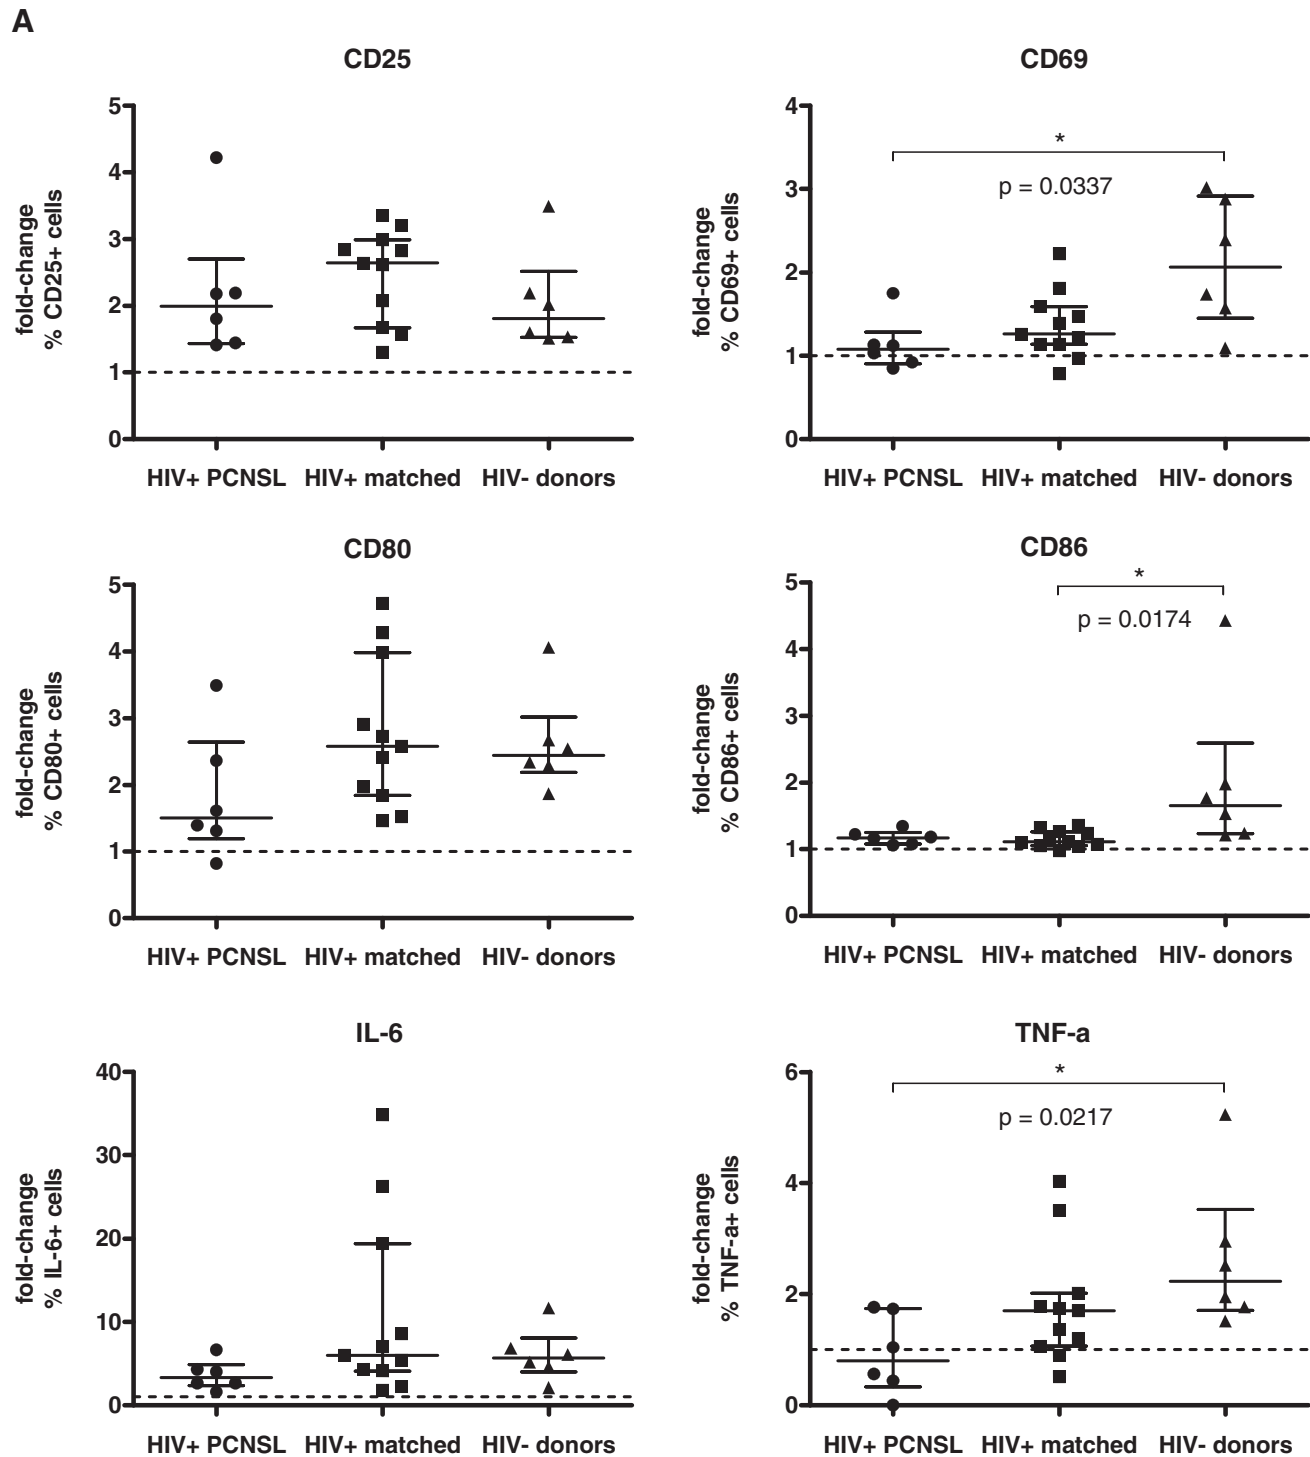 A
CD25
fold-change
% CD25+ cells
5
4
3
2
1
0
HIV+ PCNSL HIV+ matched HIV- donors
CD69
fold-change
% CD69+ cells
4
3
2
1
0
*
p = 0.0337
HIV+ PCNSL HIV+ matched HIV- donors
CD80
fold-change
% CD80+ cells
5
4
3
2
1
0
HIV+ PCNSL HIV+ matched HIV- donors
CD86
fold-change
% CD86+ cells
5
4
3
2
1
0
*
p = 0.0174
HIV+ PCNSL HIV+ matched HIV- donors
IL-6
fold-change
% IL-6+ cells
40
30
20
10
0
HIV+ PCNSL HIV+ matched HIV- donors
TNF-a
fold-change
% TNF-a+ cells
6
4
2
0
*
p = 0.0217
HIV+ PCNSL HIV+ matched HIV- donors